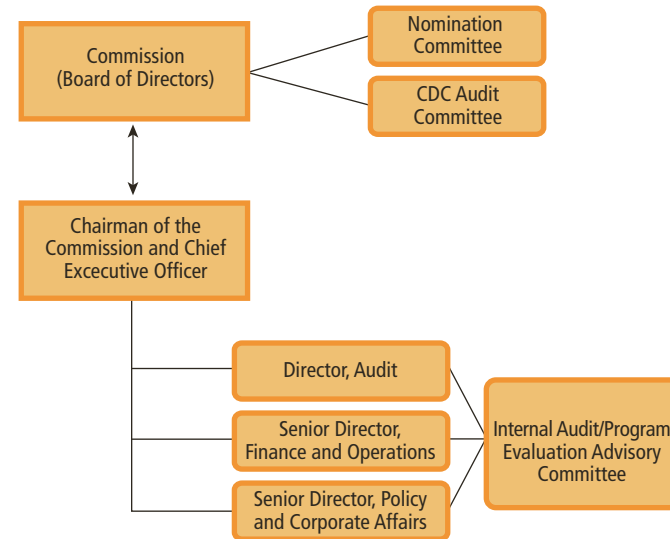 Commission
(Board of Directors)
Nomination
Committee
CDC Audit
Committee
Chairman of the
Commission and Chief
Excecutive Officer
Director, Audit
Senior Director,
Finance and Operations
Senior Director, Policy
and Corporate Affairs
Internal Audit/Program
Evaluation Advisory
Committee